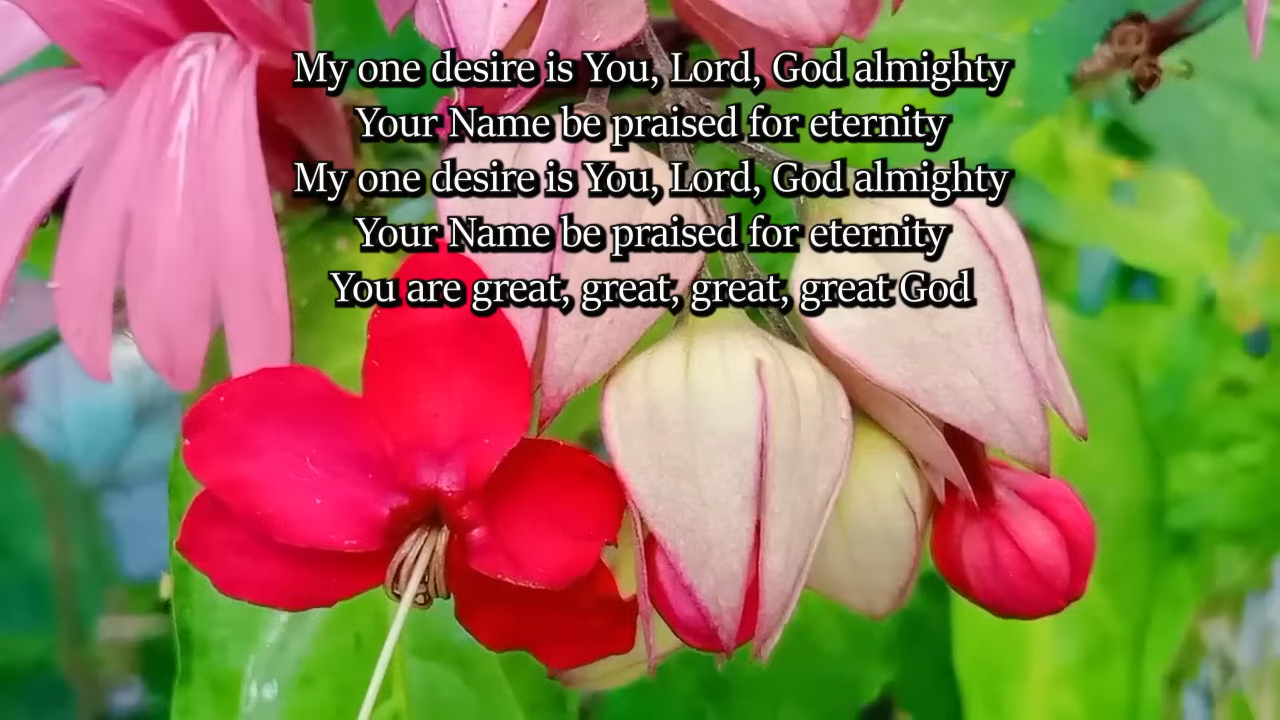 My one desire is You, Lord, God almighty
Your Name be praised for eternity
My one desire is You, Lord, God almighty
Your Name be praised for eternity
You are great, great, great, great God